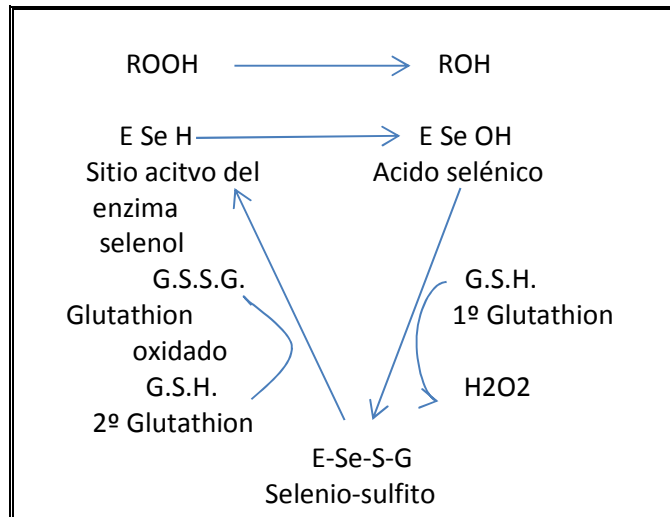 ROOH ROH
E Se H E Se OH
Sitio acitvo del Acido selénico
enzima
selenol
G.S.S.G. G.S.H.
Glutathion 1º Glutathion
oxidado
G.S.H. H2O2
2º Glutathion
E-Se-S-G
Selenio-sulfito